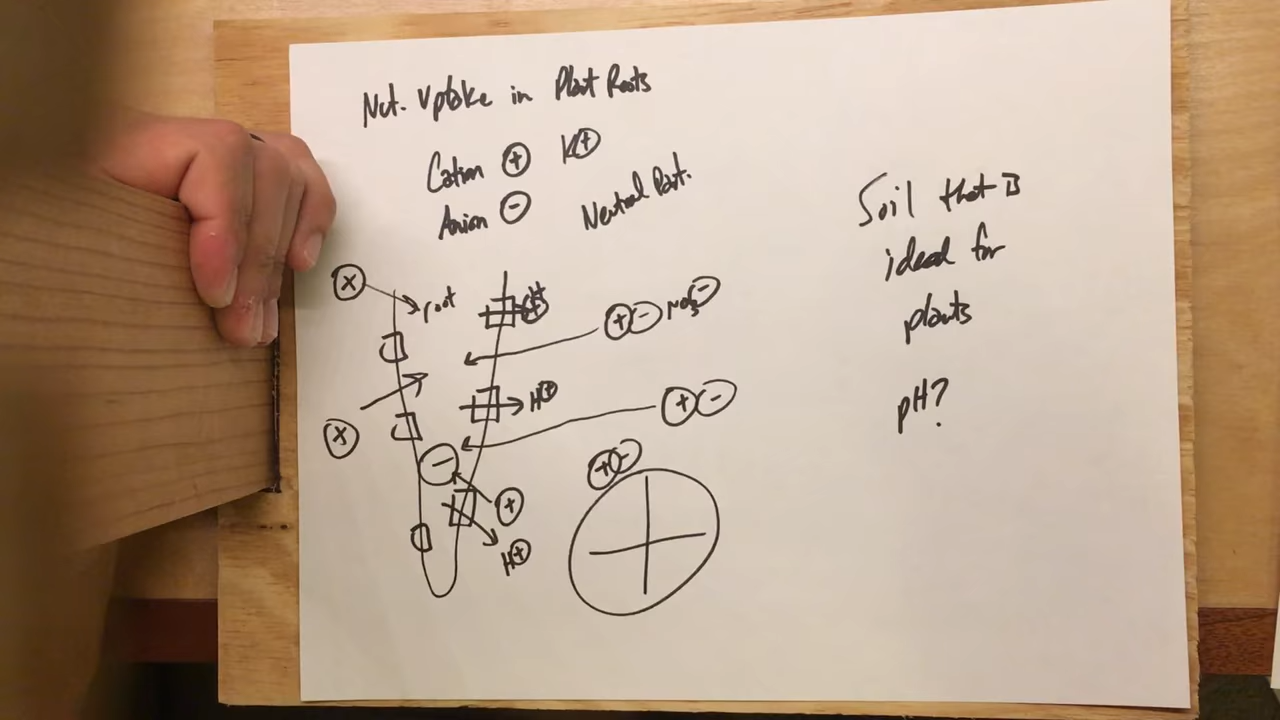 Nut. Uptake in Plant Roots
Cation + K+
Anion - Neutral Part.
X root
+ - NO3-
H+
X
+ -
- +
H+
+ -
Soil that is
ideal for
plants
pH?